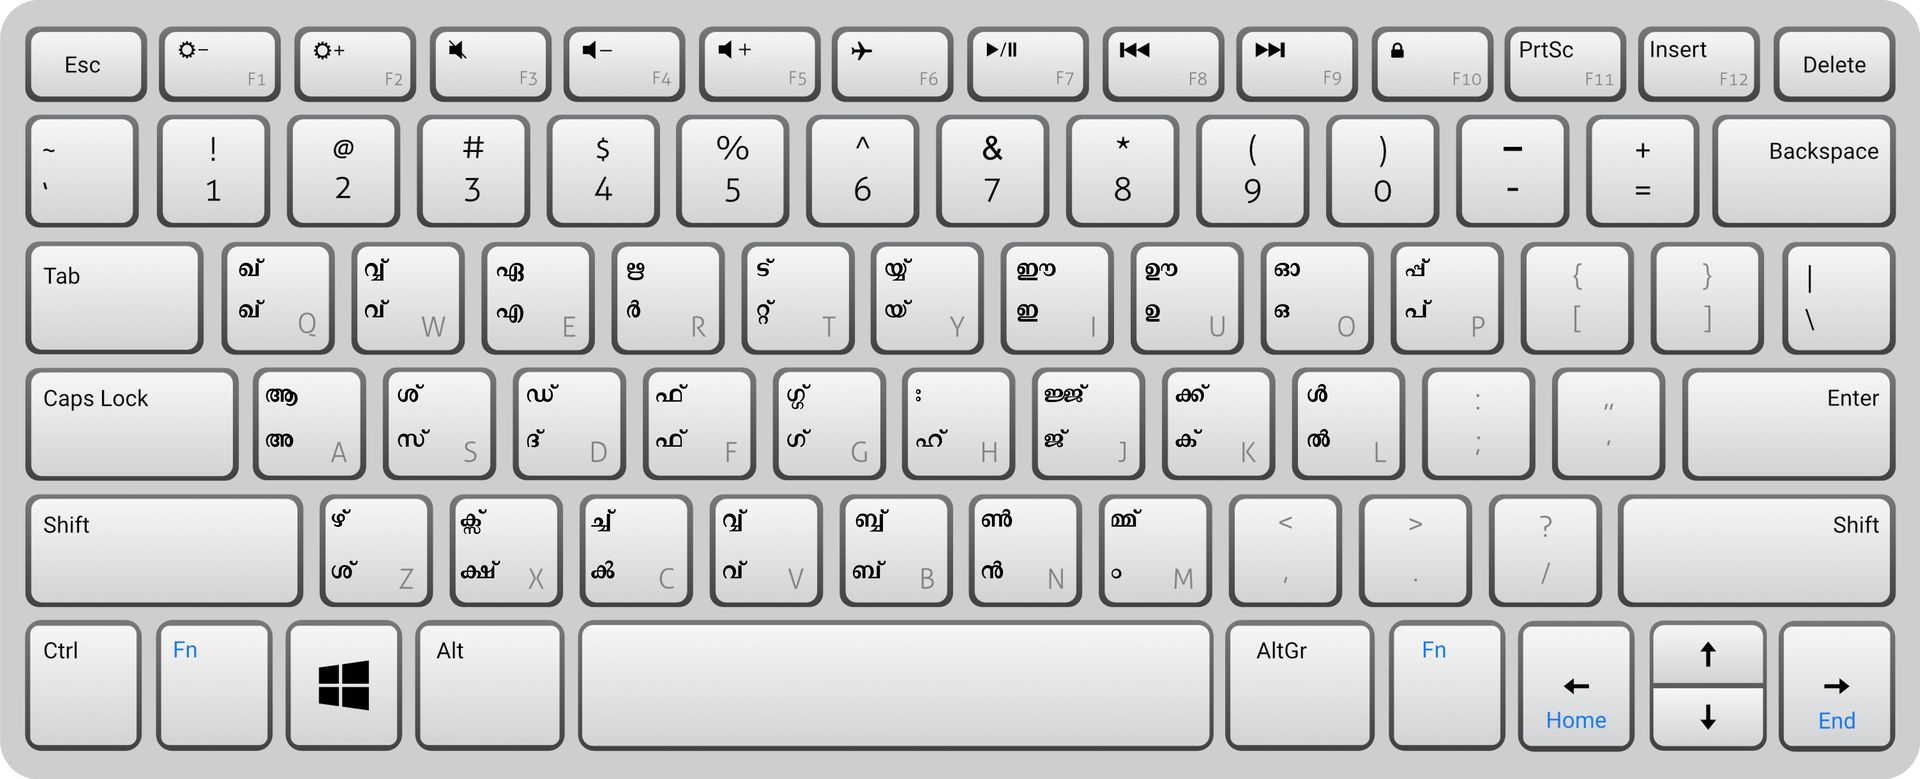 Esc − F1 + F2 F3 − F4 + F5 F6 /II F7 F8 F9 F10 PrtSc F11 Insert F12 Delete
~ ! @ # $ % ^ & * ( ) − + Backspace
‛ 1 2 3 4 5 6 7 8 9 0 - =
Tab ഖ് വ്വ് ഏ ഋ ട് യ്യ് ഈ ഊ ഓ പ്പ് { } |
ഖ് Q വ് W എ E ർ R റ്റ് T യ് Y ഇ I ഉ U ഒ O പ് P [ ] \
Caps Lock ആ ശ് ഡ് ഫ് ഗ്ഗ് ഃ ജ്ജ് ക്ക് ൾ : " Enter
അ A സ് S ദ് D ഫ് F ഗ് G ഹ് H ജ് J ക് K ൽ L ; '
Shift ഴ് ക്സ് ച്ച് വ്വ് ബ്ബ് ൺ മ്മ് < > ? Shift
ശ് Z ക്ഷ് X ൿ C വ് V ബ് B ൻ N ം M , . /
Ctrl Fn Alt AltGr Fn ← ↑ →
Home ↓ End